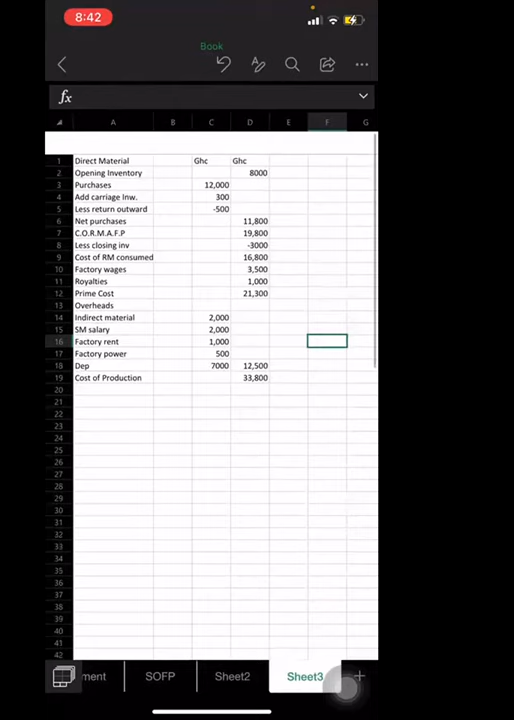 8:42
Book
fx
A B C D E F G
1 Direct Material Ghc Ghc
2 Opening Inventory 8000
3 Purchases 12,000
4 Add carriage Inw. 300
5 Less return outward -500
6 Net purchases 11,800
7 C.O.R.M.A.F.P 19,800
8 Less closing inv -3000
9 Cost of RM consumed 16,800
10 Factory wages 3,500
11 Royalties 1,000
12 Prime Cost 21,300
13 Overheads
14 Indirect material 2,000
15 SM salary 2,000
16 Factory rent 1,000
17 Factory power 500
18 Dep 7000 12,500
19 Cost of Production 33,800
20
21
22
23
24
25
26
27
28
29
30
31
32
33
34
35
36
37
38
39
40
41
42
ment SOFP Sheet2 Sheet3